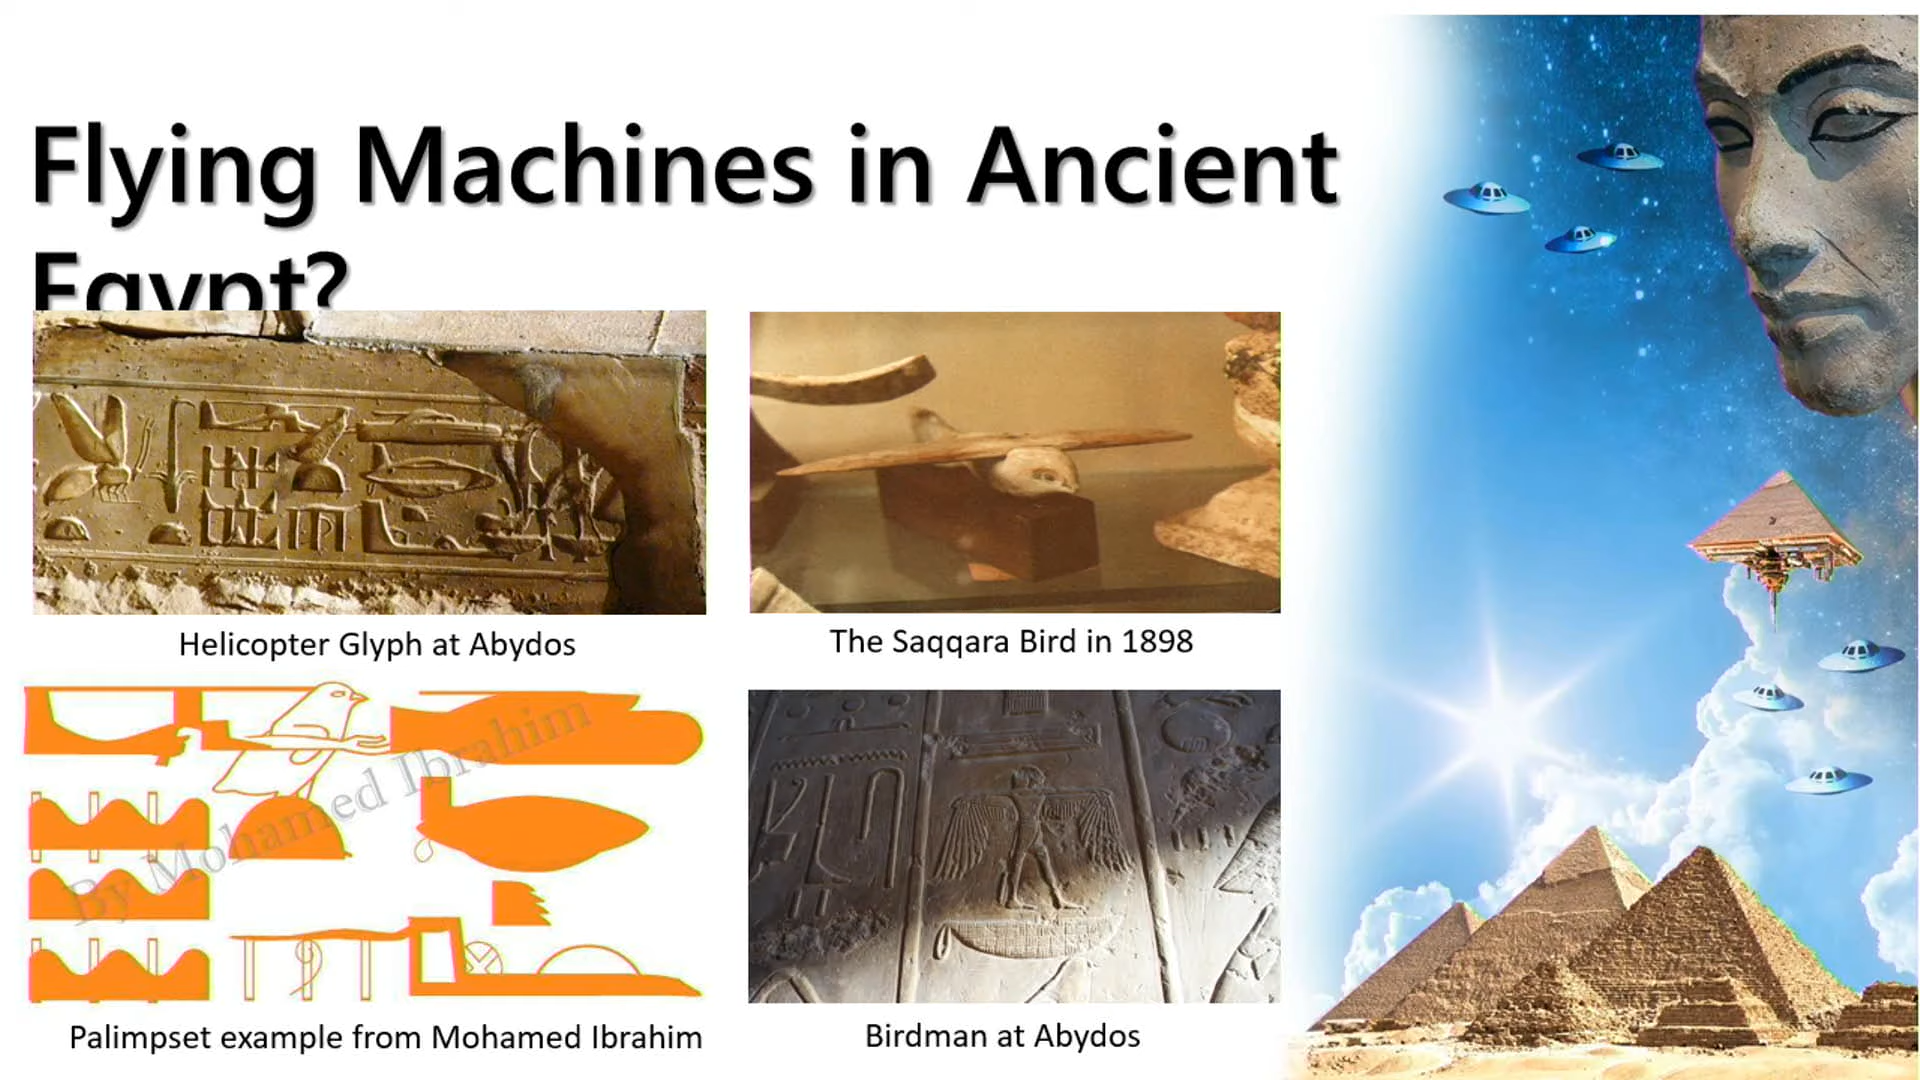 Flying Machines in Ancient
Egypt?
Helicopter Glyph at Abydos
The Saqqara Bird in 1898
By Mohamed Ibrahim
Palimpset example from Mohamed Ibrahim
Birdman at Abydos